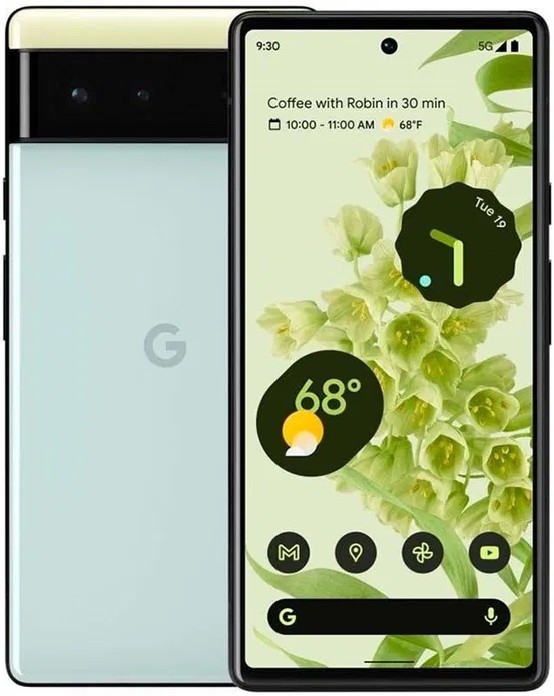 9:30
5G
Coffee with Robin in 30 min
10:00 - 11:00 AM 68°F
Tue 19
68°
G
G